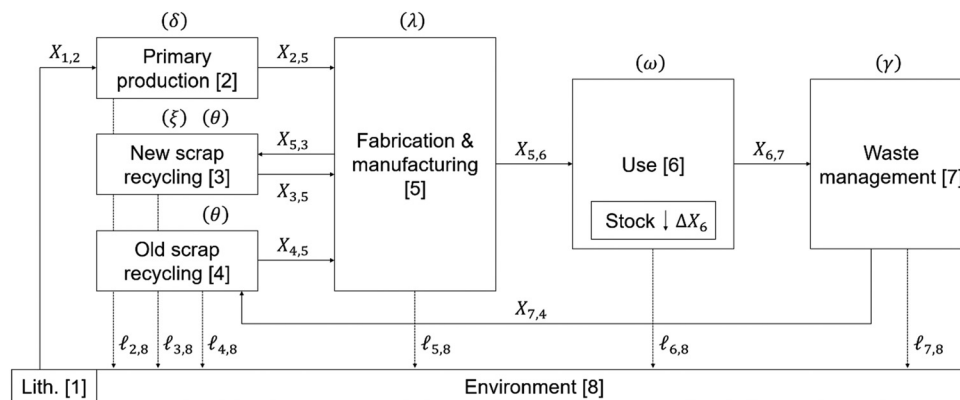 (δ)
(λ)
X₁,₂
Primary
production [2]
X₂,₅
(ω)
(γ)
(ξ) (θ)
New scrap
recycling [3]
X₅,₃
X₃,₅
Fabrication &
manufacturing
[5]
X₅,₆
Use [6]
X₆,₇
Waste
management [7]
(θ)
Stock ↓ ΔX₆
Old scrap
recycling [4]
X₄,₅
X₇,₄
ℓ₂,₈
ℓ₃,₈
ℓ₄,₈
ℓ₅,₈
ℓ₆,₈
ℓ₇,₈
Lith. [1]
Environment [8]